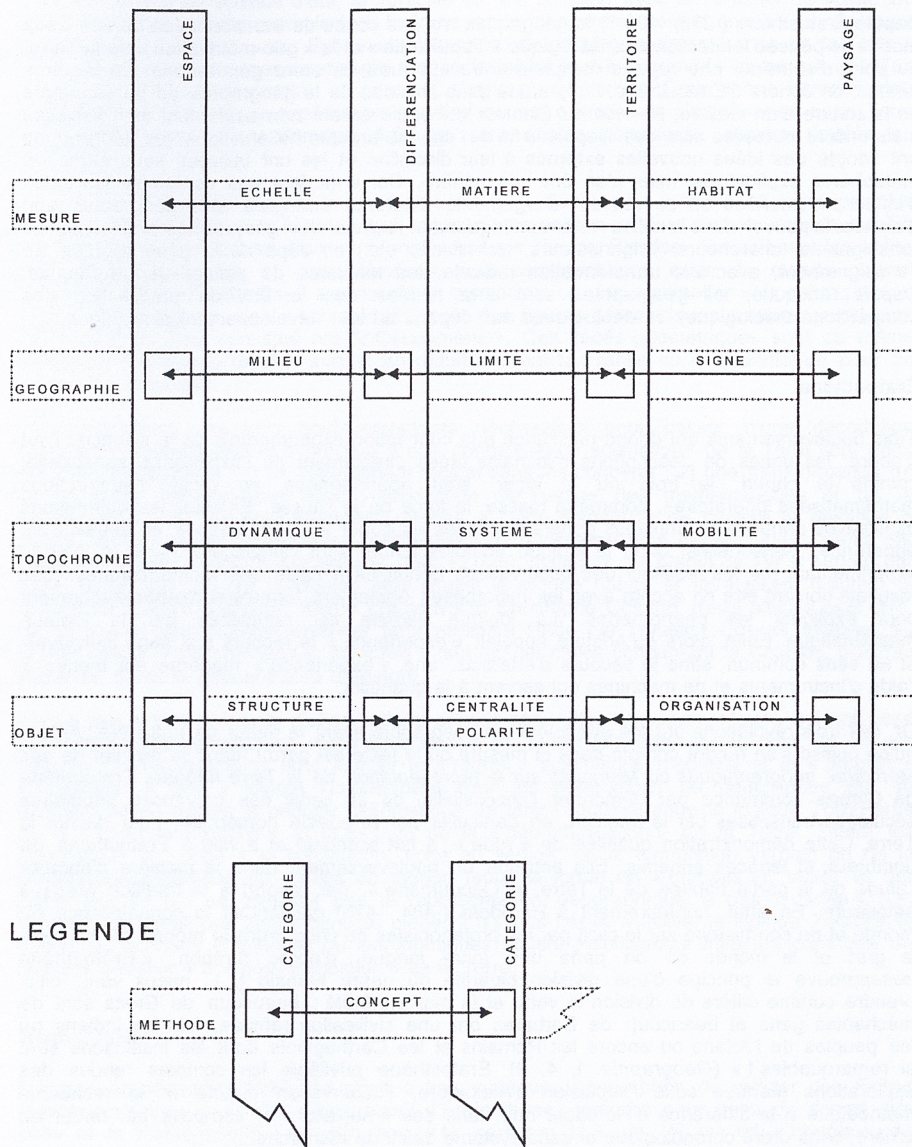 ESPACE
DIFFERENCIATION
TERRITOIRE
PAYSAGE
MESURE
ECHELLE
MATIERE
HABITAT
GEOGRAPHIE
MILIEU
LIMITE
SIGNE
TOPOCHRONIE
DYNAMIQUE
SYSTEME
MOBILITE
OBJET
STRUCTURE
CENTRALITE
POLARITE
ORGANISATION
LEGENDE
CATEGORIE
CATEGORIE
METHODE
CONCEPT